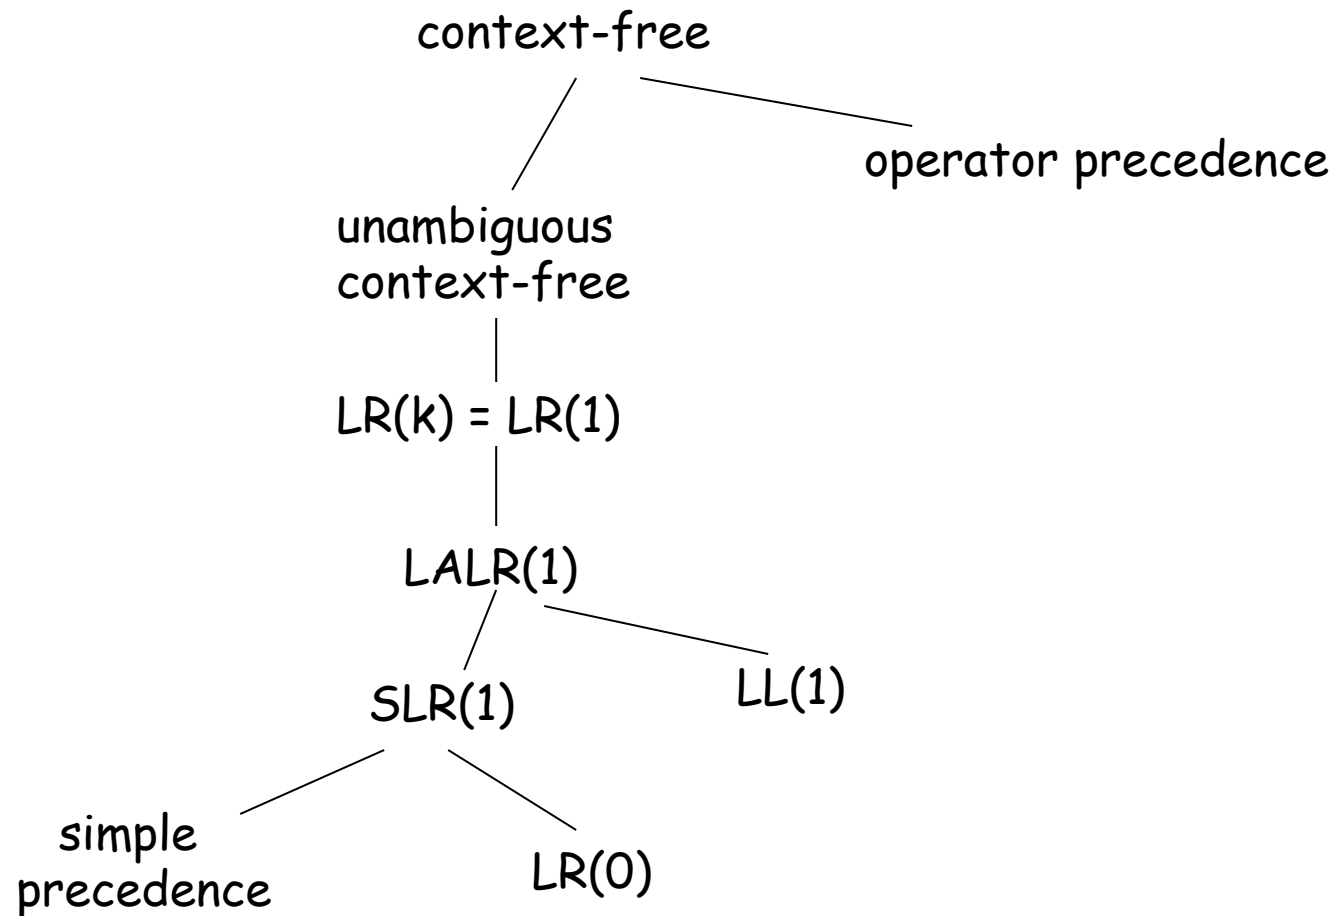 context-free
operator precedence
unambiguous
context-free
LR(k) = LR(1)
LALR(1)
LL(1)
SLR(1)
simple
precedence
LR(0)